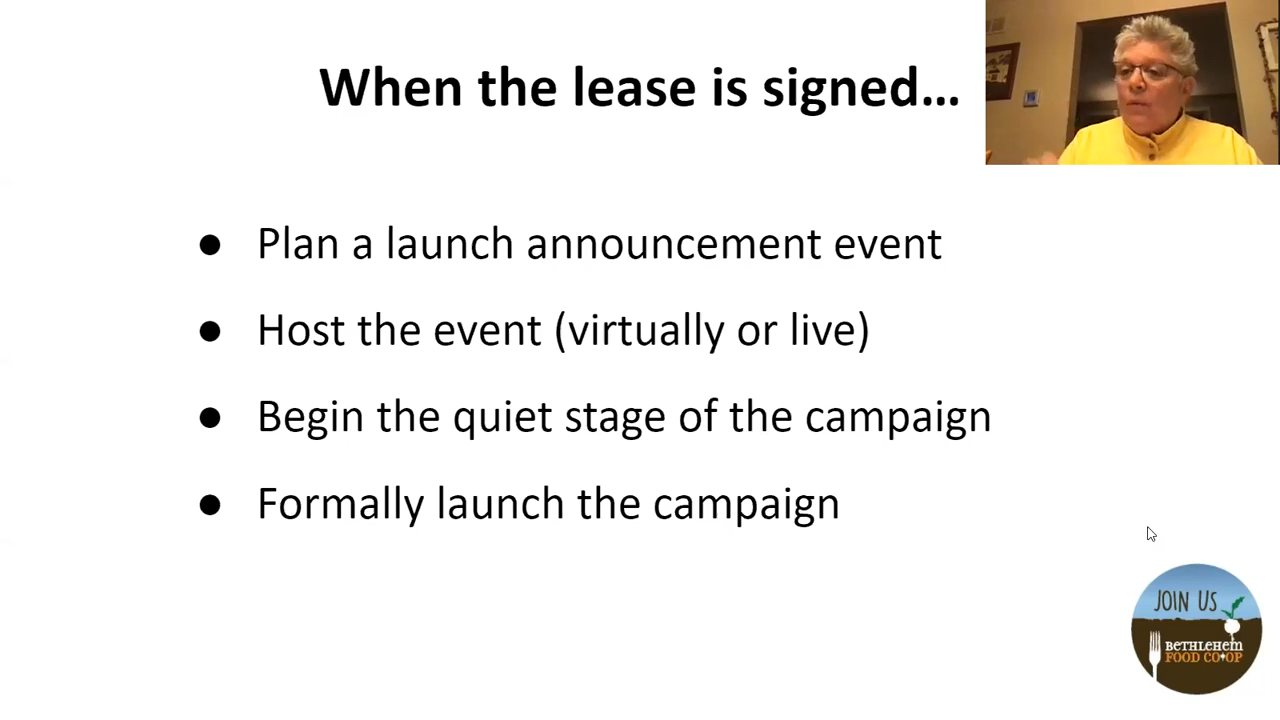 When the lease is signed...
● Plan a launch announcement event
● Host the event (virtually or live)
● Begin the quiet stage of the campaign
● Formally launch the campaign
JOIN US
BETHLEHEM
FOOD CO+OP